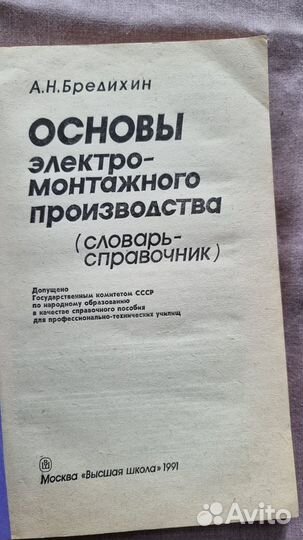 А.Н.Бредихин
ОСНОВЫ
электро-
монтажного
производства
(словарь-
справочник)
Допущено
Государственным комитетом СССР
по народному образованию
в качестве справочного пособия
для профессионально-технических училищ
Москва «Высшая школа» 1991
Avito